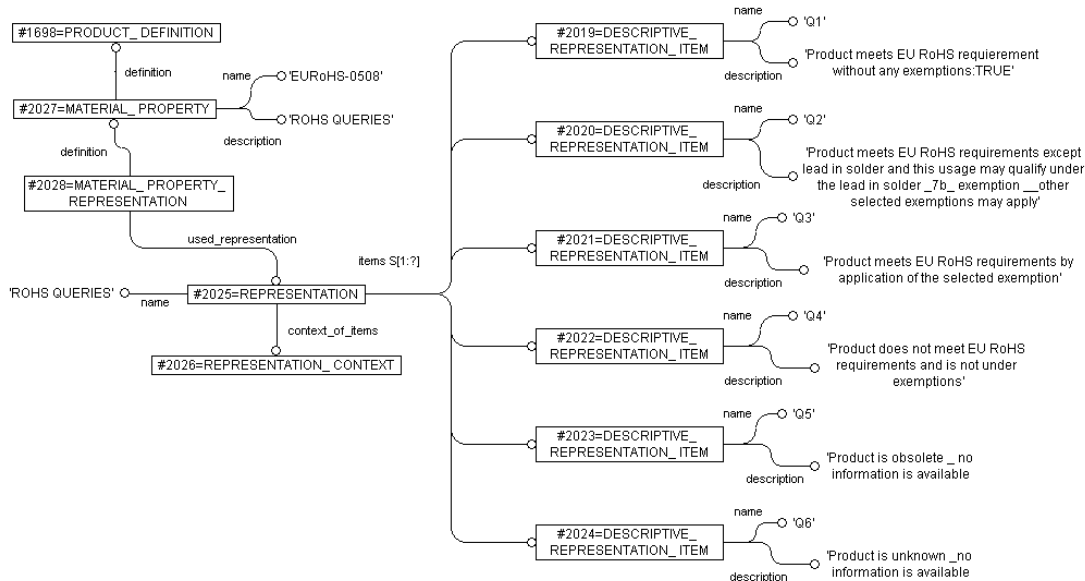 #1698=PRODUCT_ DEFINITION
definition
name
'EURoHS-0508'
#2027=MATERIAL_ PROPERTY
'ROHS QUERIES'
description
definition
#2028=MATERIAL_ PROPERTY_
REPRESENTATION
used_representation
items S[1:?]
'ROHS QUERIES'
name
#2025=REPRESENTATION
context_of_items
#2026=REPRESENTATION_ CONTEXT
name
'Q1'
#2019=DESCRIPTIVE_
REPRESENTATION_ ITEM
description
'Product meets EU RoHS requierement
without any exemptions:TRUE'
name
'Q2'
#2020=DESCRIPTIVE_
REPRESENTATION_ ITEM
description
'Product meets EU RoHS requirements except
lead in solder and this usage may qualify under
the lead in solder _7b_ exemption __other
selected exemptions may apply'
name
'Q3'
#2021=DESCRIPTIVE_
REPRESENTATION_ ITEM
description
'Product meets EU RoHS requirements by
application of the selected exemption'
name
'Q4'
#2022=DESCRIPTIVE_
REPRESENTATION_ ITEM
description
'Product does not meet EU RoHS
requirements and is not under
exemptions'
name
'Q5'
#2023=DESCRIPTIVE_
REPRESENTATION_ ITEM
description
'Product is obsolete _ no
information is available
name
'Q6'
#2024=DESCRIPTIVE_
REPRESENTATION_ ITEM
description
'Product is unknown _no
information is available